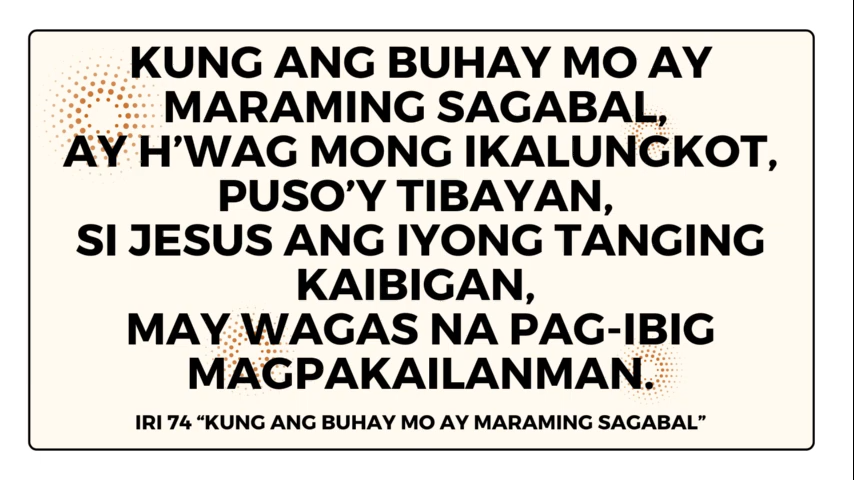 KUNG ANG BUHAY MO AY
MARAMING SAGABAL,
AY H’WAG MONG IKALUNGKOT,
PUSO’Y TIBAYAN,
SI JESUS ANG IYONG TANGING
KAIBIGAN,
MAY WAGAS NA PAG-IBIG
MAGPAKAILANMAN.
IRI 74 “KUNG ANG BUHAY MO AY MARAMING SAGABAL”